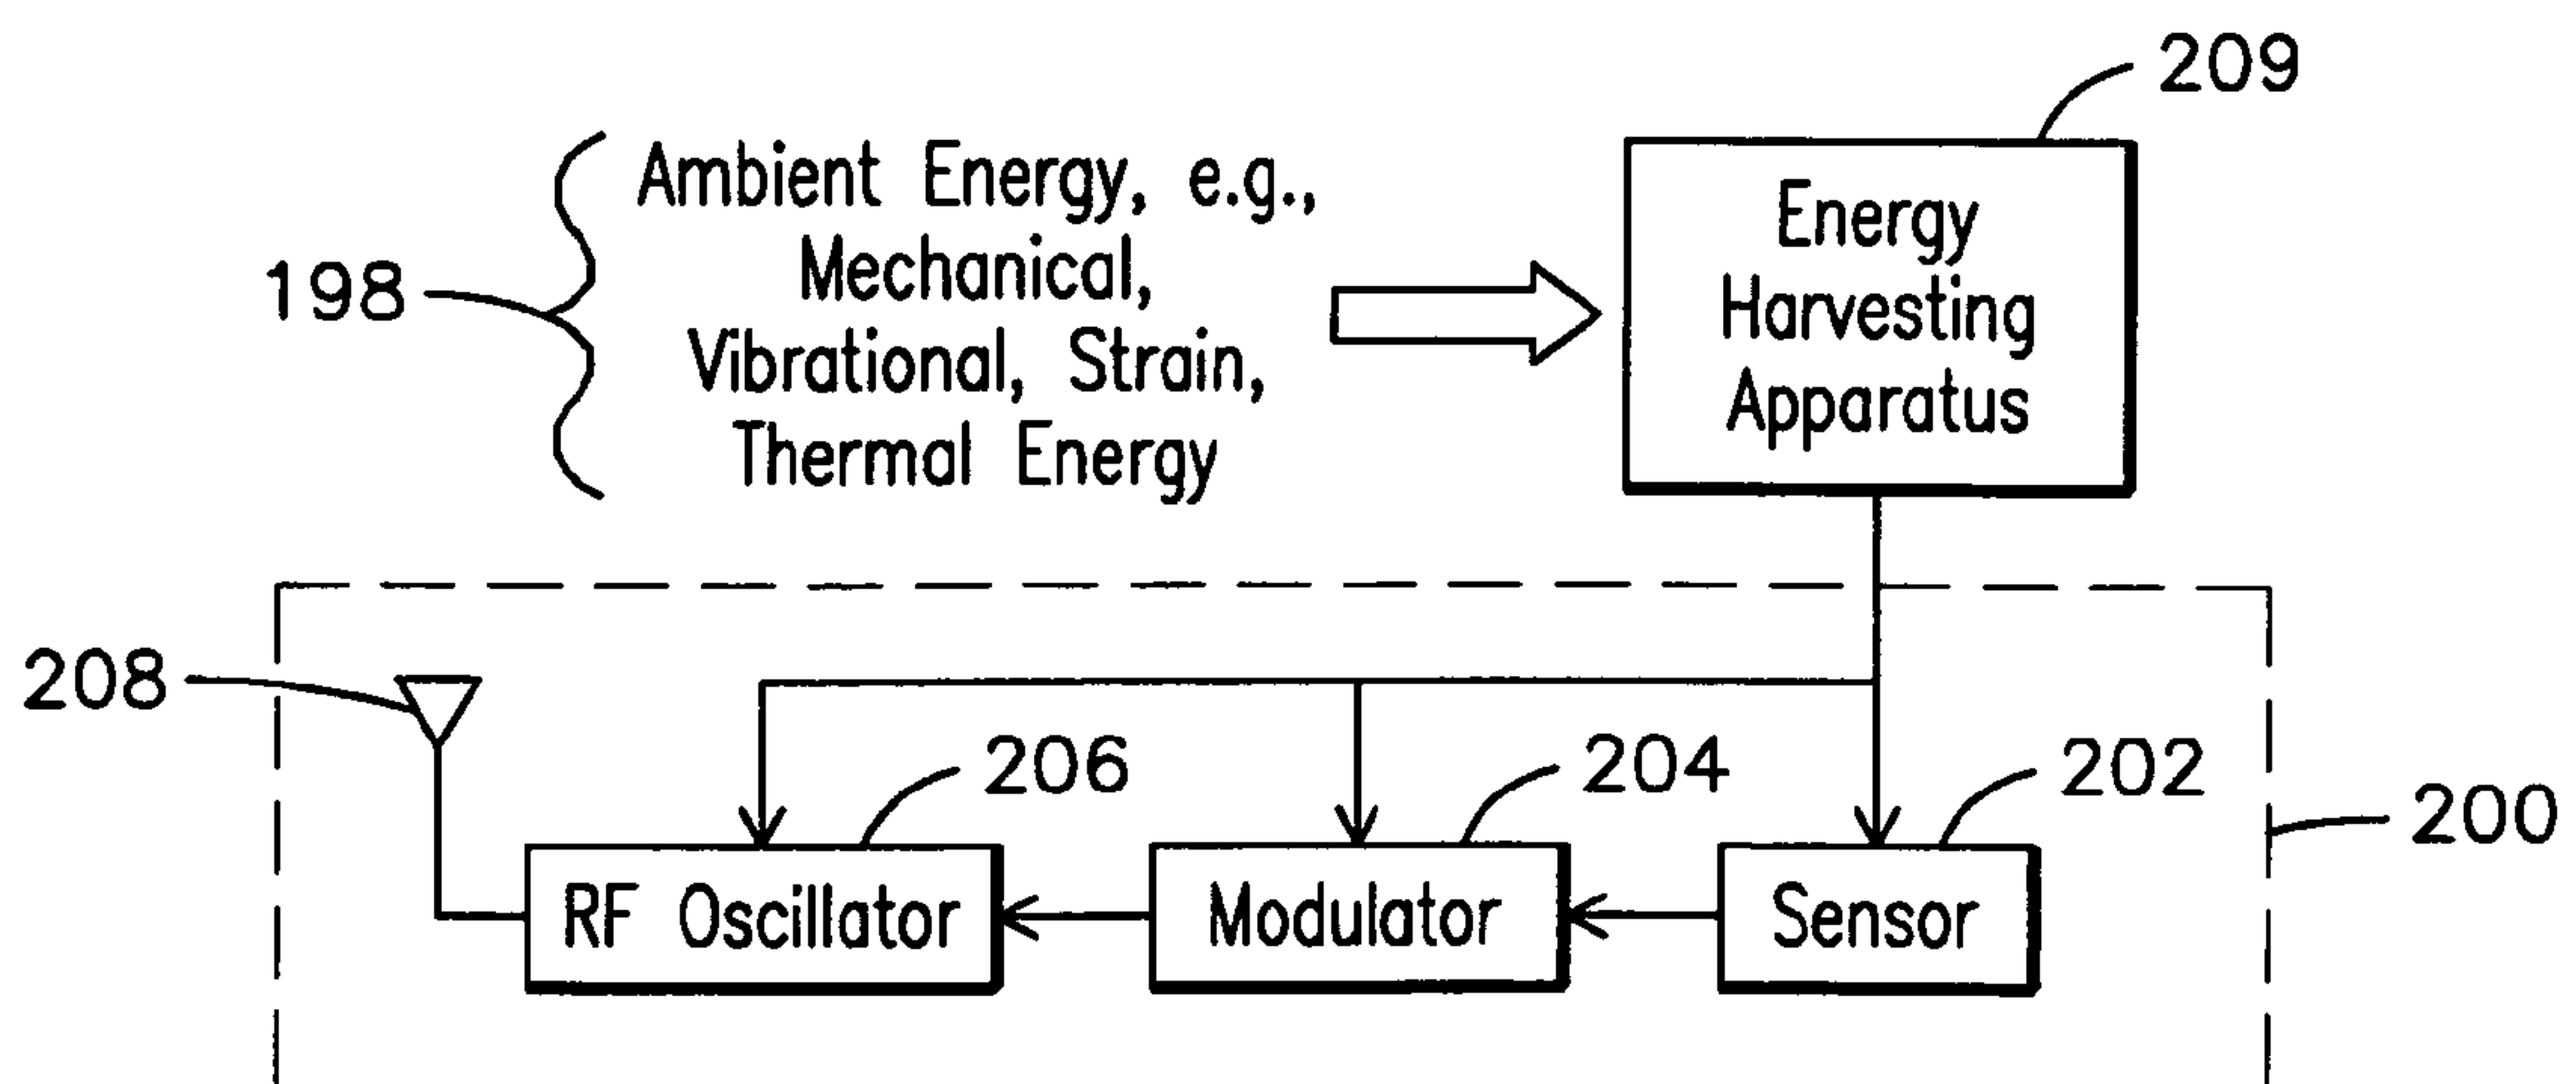 209
Ambient Energy, e.g.,
Mechanical,
Vibrational, Strain,
Thermal Energy
198
Energy
Harvesting
Apparatus
208
206
204
202
200
RF Oscillator
Modulator
Sensor